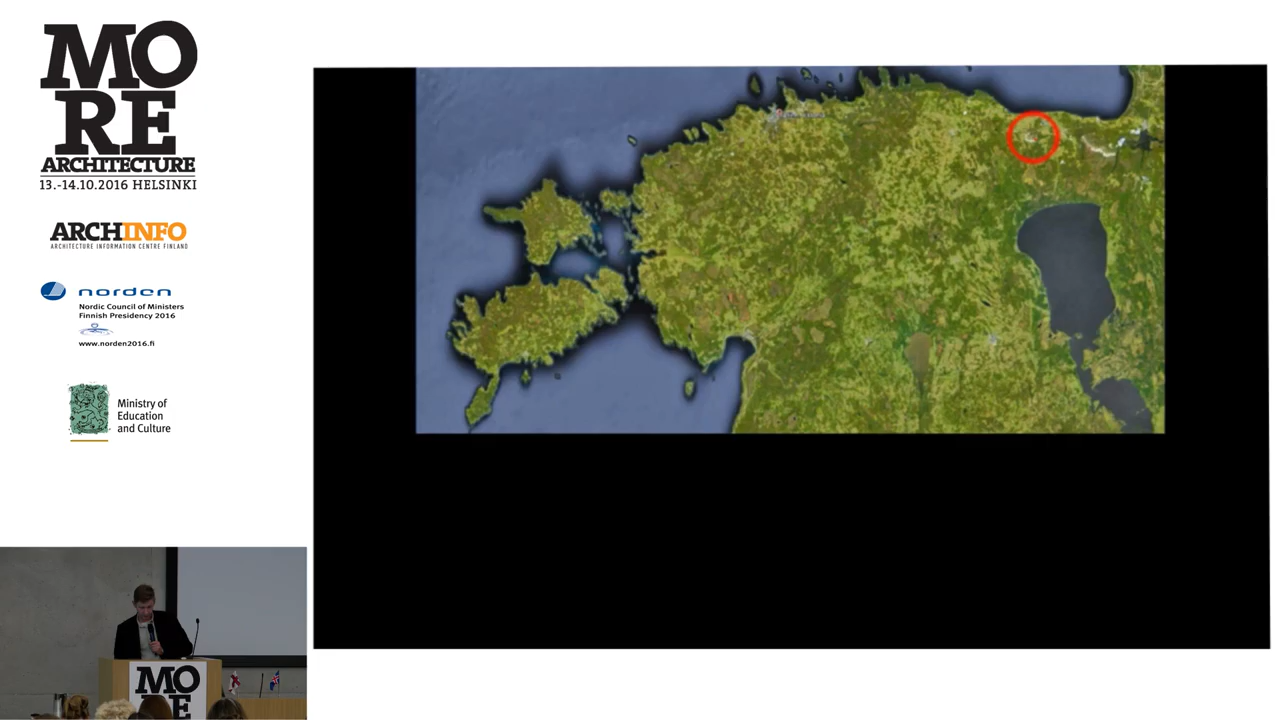 MO
RE
ARCHITECTURE
13.-14.10.2016 HELSINKI
ARCHINFO
ARCHITECTURE INFORMATION CENTRE FINLAND
norden
Nordic Council of Ministers
Finnish Presidency 2016
www.norden2016.fi
Ministry of
Education
and Culture
MO
RE